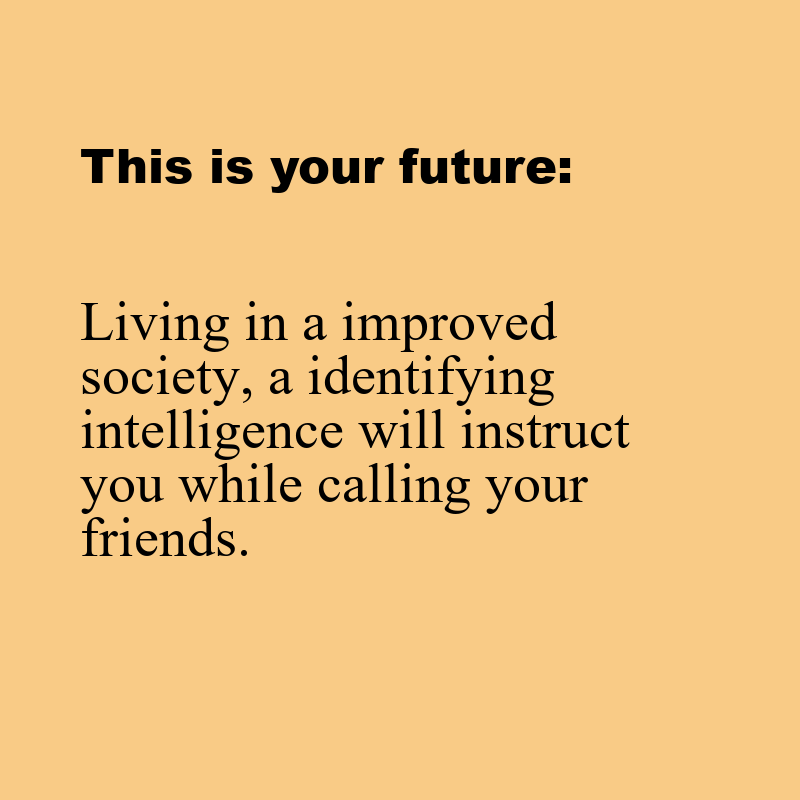 This is your future:
Living in a improved
society, a identifying
intelligence will instruct
you while calling your
friends.